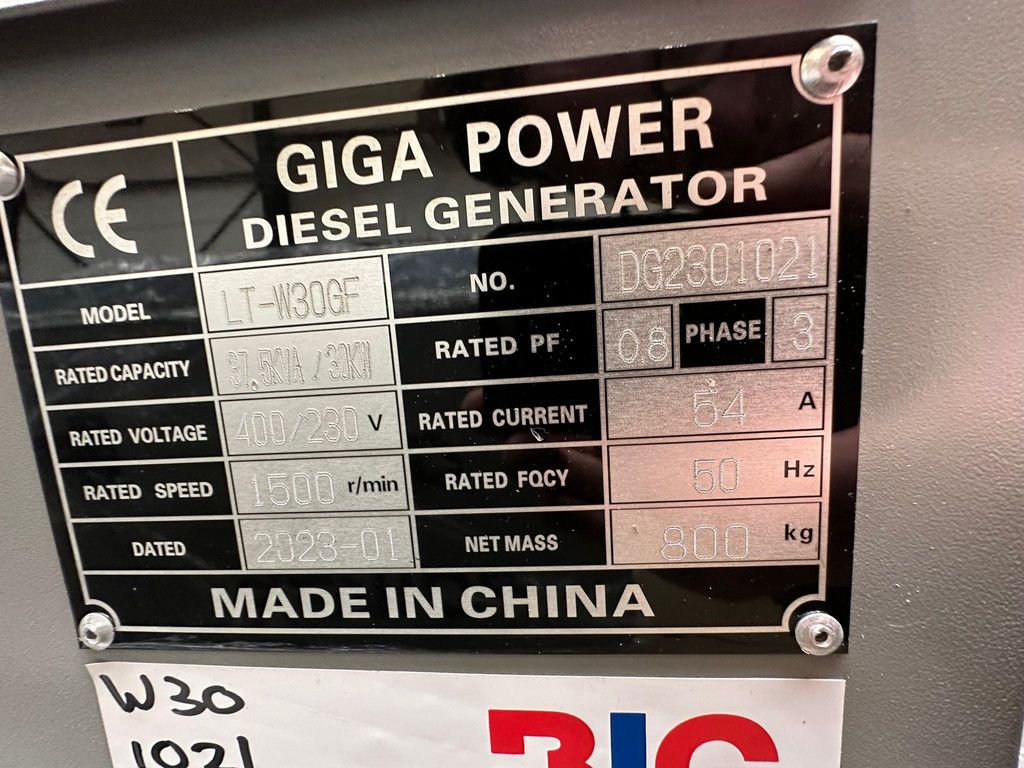 CE
GIGA POWER
DIESEL GENERATOR
MODEL LT-W30GF NO. DG2301021
RATED CAPACITY 37.5KVA/30KW RATED PF 0.8 PHASE 3
RATED VOLTAGE 400/230 V RATED CURRENT 54 A
RATED SPEED 1500 r/min RATED FQCY 50 Hz
DATED 2023-01 NET MASS 800 kg
MADE IN CHINA
W30
1021